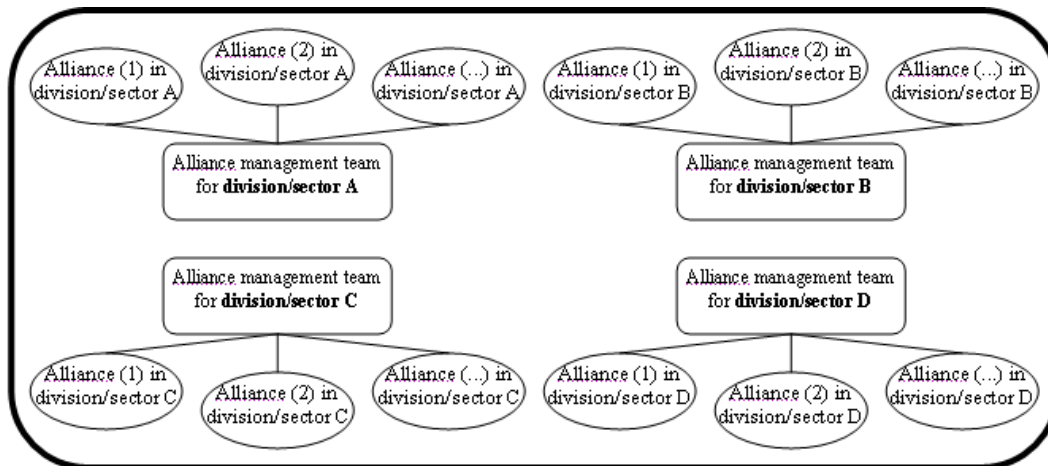 Alliance (1) in
division/sector A
Alliance (2) in
division/sector A
Alliance (...) in
division/sector A
Alliance (1) in
division/sector B
Alliance (2) in
division/sector B
Alliance (...) in
division/sector B
Alliance management team
for division/sector A
Alliance management team
for division/sector B
Alliance management team
for division/sector C
Alliance management team
for division/sector D
Alliance (1) in
division/sector C
Alliance (2) in
division/sector C
Alliance (...) in
division/sector C
Alliance (1) in
division/sector D
Alliance (2) in
division/sector D
Alliance (...) in
division/sector D